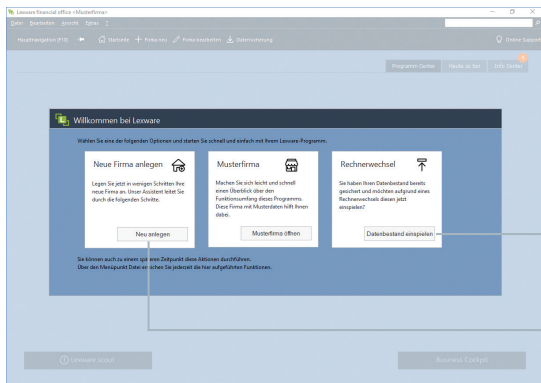 Lexware financial office <Musterfirma>
Datei Bearbeiten Ansicht Extras ?
Hauptnavigation (F10) Startseite Firma neu Firma bearbeiten Datensicherung Online Support
Programm-Center Heute zu tun Info Center
Willkommen bei Lexware
Wählen Sie eine der folgenden Optionen und starten Sie schnell und einfach mit Ihrem Lexware-Programm.
Neue Firma anlegen
Legen Sie jetzt in wenigen Schritten Ihre
neue Firma an. Unser Assistent leitet Sie
durch die folgenden Schritte.
Neu anlegen
Musterfirma
Machen Sie sich leicht und schnell
einen Überblick über den
Funktionsumfang dieses Programms.
Diese Firma mit Musterdaten hilft Ihnen
dabei.
Musterfirma öffnen
Rechnerwechsel
Sie haben Ihren Datenbestand bereits
gesichert und möchten aufgrund eines
Rechnerwechsels diesen jetzt
einspielen?
Datenbestand einspielen
Sie können auch zu einem späteren Zeitpunkt diese Aktionen durchführen.
Über den Menüpunkt Datei erreichen Sie jederzeit die hier aufgeführten Funktionen.
Lexware scout
Business Cockpit